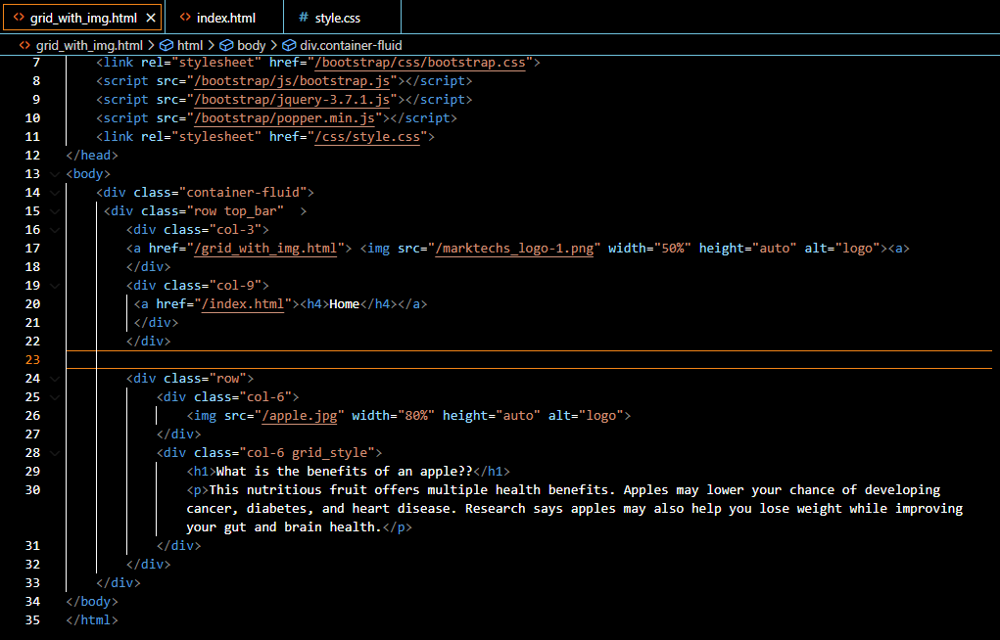 grid_with_img.html index.html # style.css
grid_with_img.html > html > body > div.container-fluid
7 <link rel="stylesheet" href="/bootstrap/css/bootstrap.css">
8 <script src="/bootstrap/js/bootstrap.js"></script>
9 <script src="/bootstrap/jquery-3.7.1.js"></script>
10 <script src="/bootstrap/popper.min.js"></script>
11 <link rel="stylesheet" href="/css/style.css">
12 </head>
13 <body>
14 <div class="container-fluid">
15 <div class="row top_bar"  >
16 <div class="col-3">
17 <a href="/grid_with_img.html"> <img src="/marktechs_logo-1.png" width="50%" height="auto" alt="logo"><a>
18 </div>
19 <div class="col-9">
20 <a href="/index.html"><h4>Home</h4></a>
21 </div>
22 </div>
23
24 <div class="row">
25 <div class="col-6">
26 <img src="/apple.jpg" width="80%" height="auto" alt="logo">
27 </div>
28 <div class="col-6 grid_style">
29 <h1>What is the benefits of an apple??</h1>
30 <p>This nutritious fruit offers multiple health benefits. Apples may lower your chance of developing
cancer, diabetes, and heart disease. Research says apples may also help you lose weight while improving
your gut and brain health.</p>
31 </div>
32 </div>
33 </div>
34 </body>
35 </html>